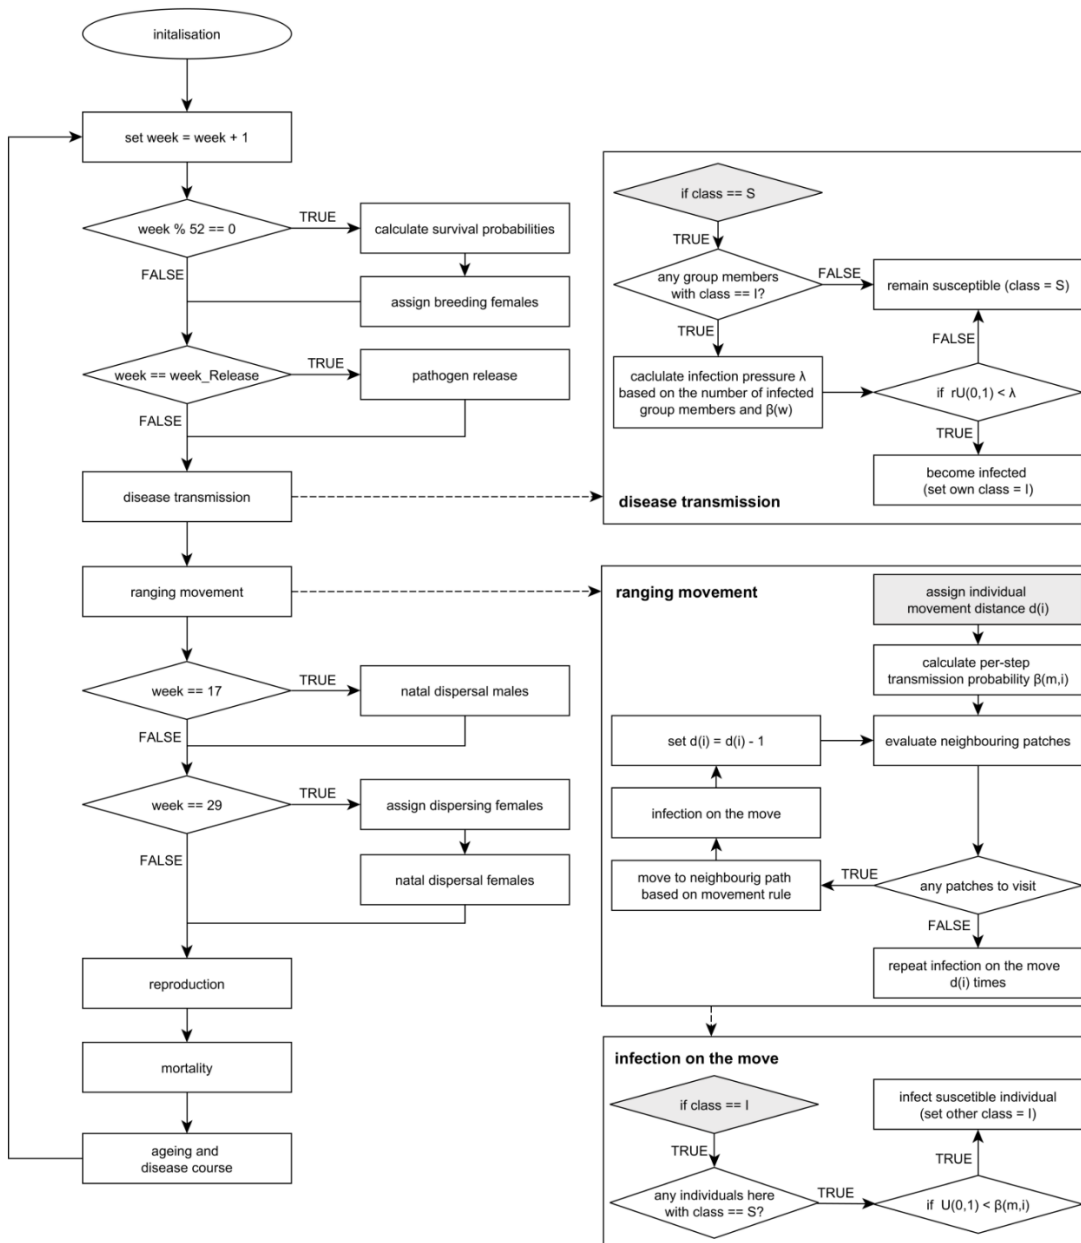 initalisation
set week = week + 1
week % 52 == 0
TRUE
calculate survival probabilities
FALSE
assign breeding females
week == week_Release
TRUE
pathogen release
FALSE
disease transmission
ranging movement
week == 17
TRUE
natal dispersal males
FALSE
week == 29
TRUE
assign dispersing females
FALSE
natal dispersal females
reproduction
mortality
ageing and
disease course
if class == S
TRUE
any group members
with class == I?
FALSE
remain susceptible (class = S)
TRUE
FALSE
caclulate infection pressure λ
based on the number of infected
group members and β(w)
if rU(0,1) < λ
TRUE
become infected
(set own class = I)
disease transmission
ranging movement
assign individual
movement distance d(i)
calculate per-step
transmission probability β(m,i)
set d(i) = d(i) - 1
evaluate neighbouring patches
infection on the move
move to neighbourig path
based on movement rule
TRUE
any patches to visit
FALSE
repeat infection on the move
d(i) times
infection on the move
if class == I
infect suscetible individual
(set other class = I)
TRUE
TRUE
any individuals here
with class == S?
TRUE
if U(0,1) < β(m,i)